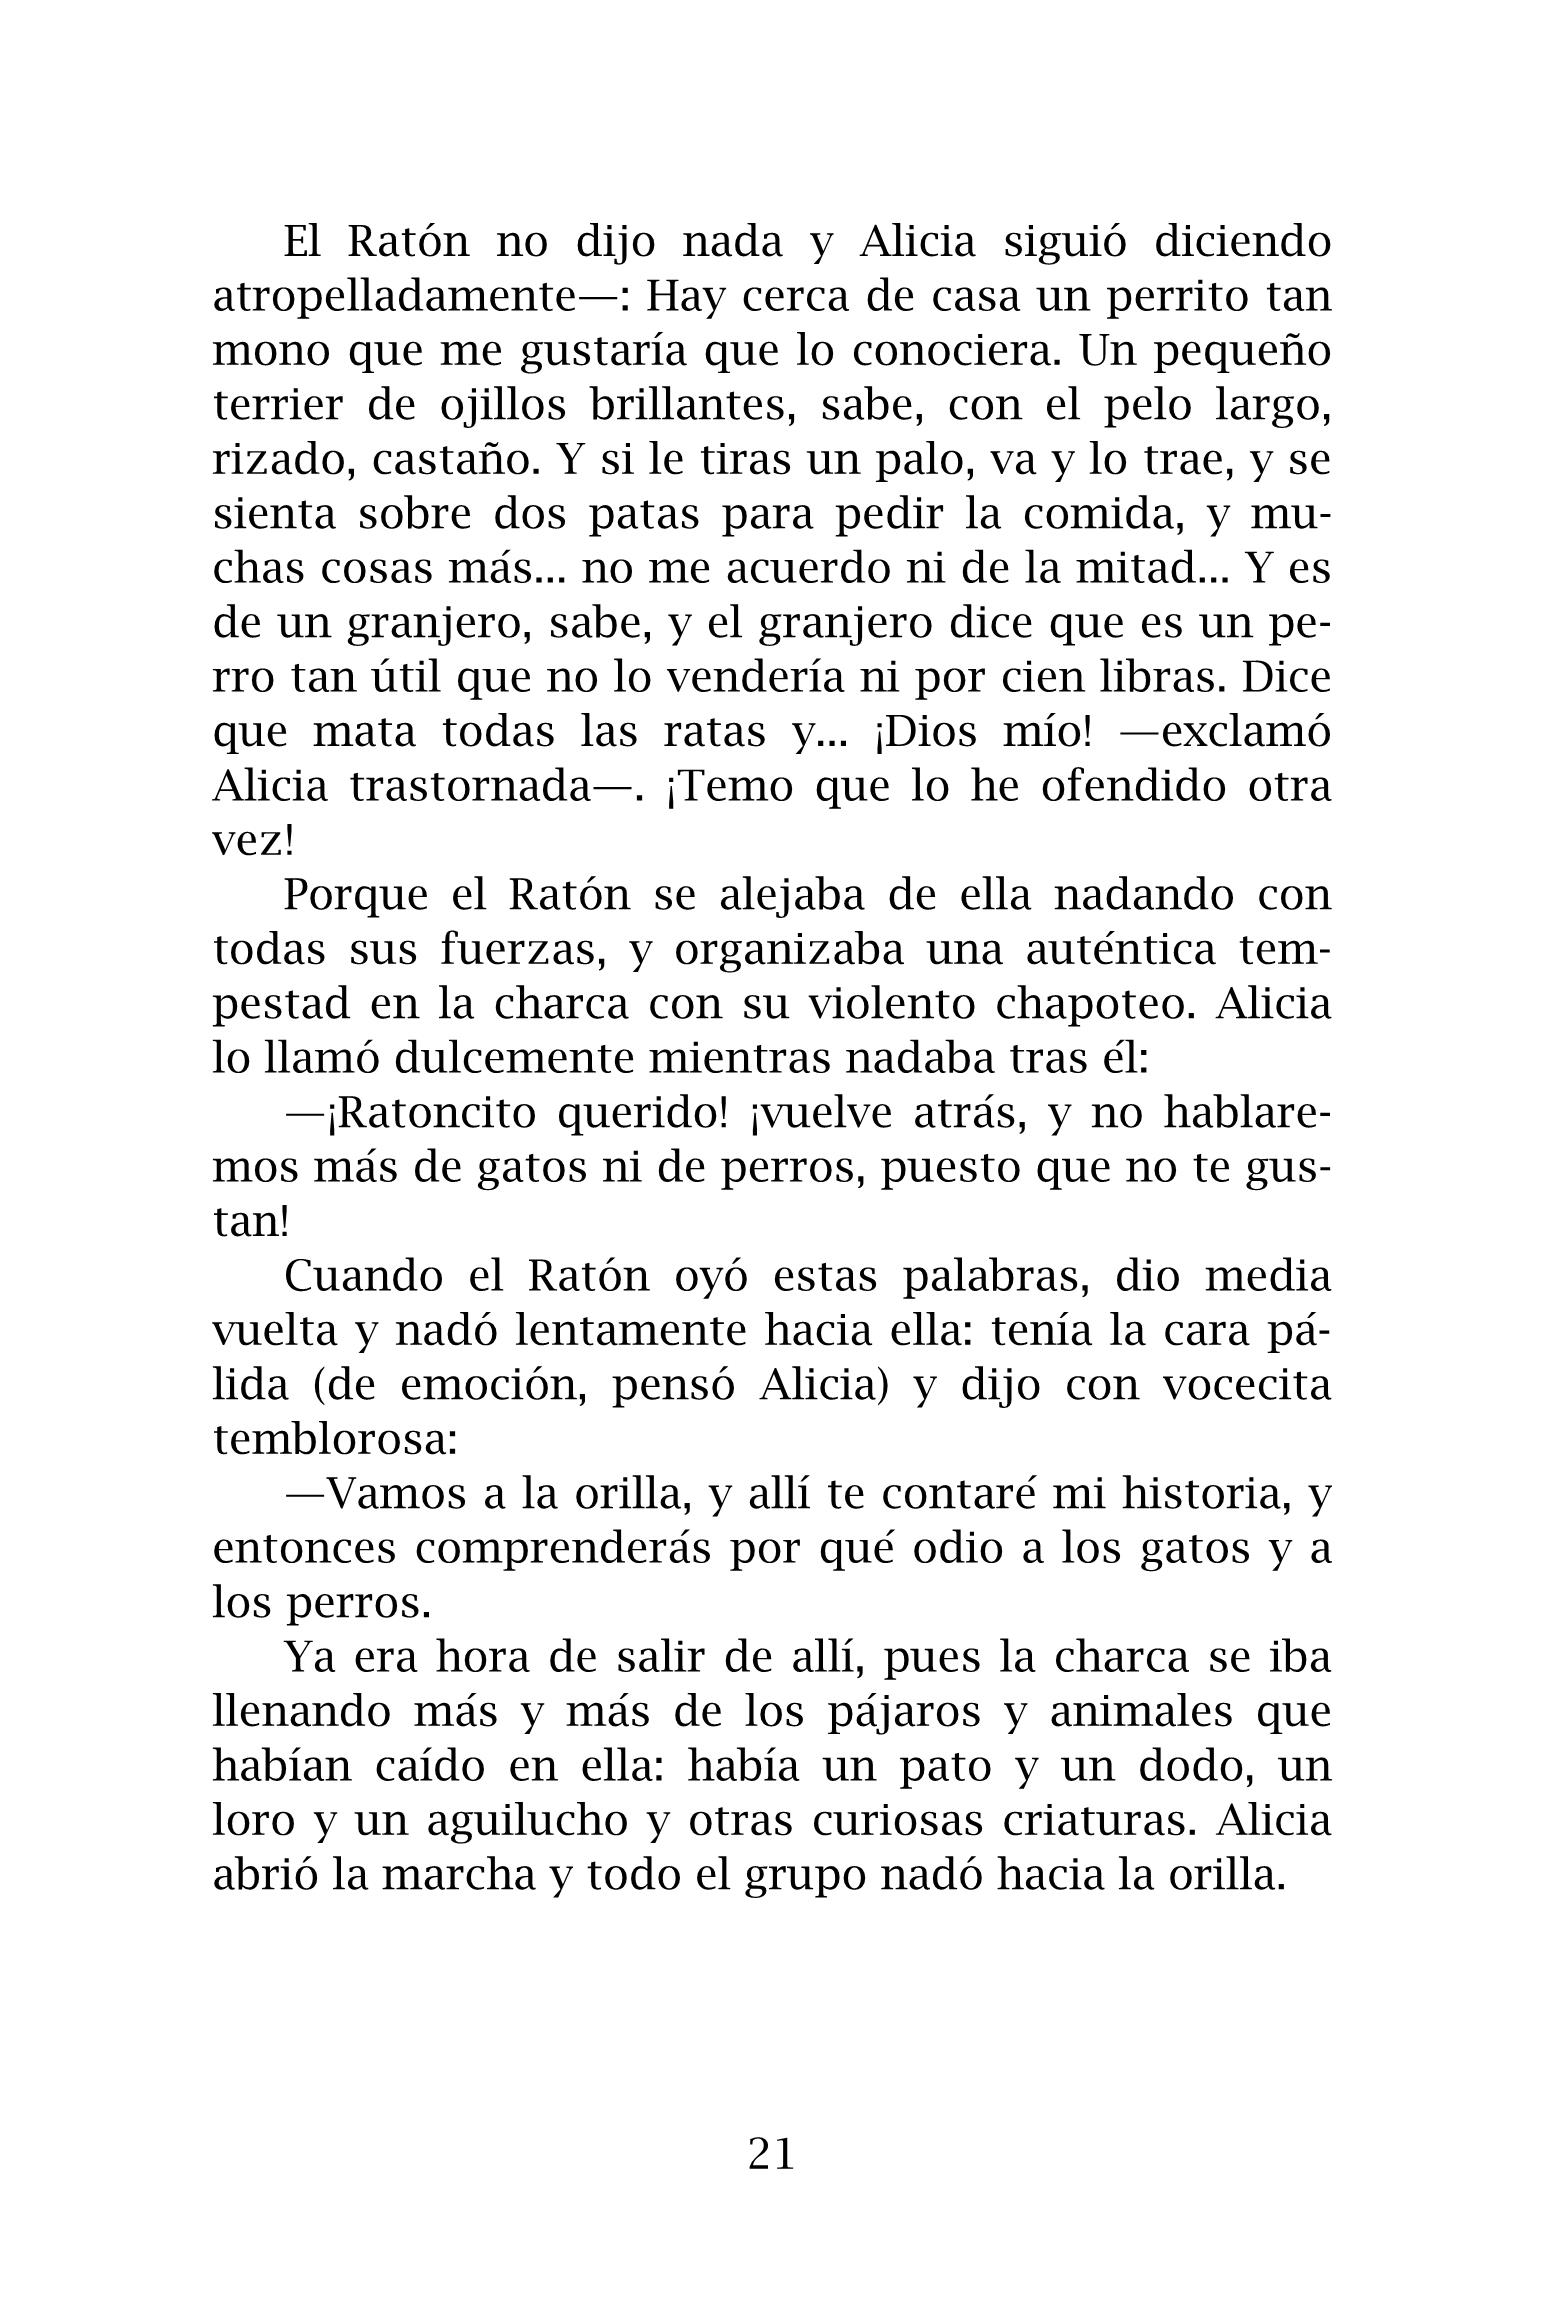 El Ratón no dijo nada y Alicia siguió diciendo
atropelladamente—: Hay cerca de casa un perrito tan
mono que me gustaría que lo conociera. Un pequeño
terrier de ojillos brillantes, sabe, con el pelo largo,
rizado, castaño. Y si le tiras un palo, va y lo trae, y se
sienta sobre dos patas para pedir la comida, y mu-
chas cosas más... no me acuerdo ni de la mitad... Y es
de un granjero, sabe, y el granjero dice que es un pe-
rro tan útil que no lo vendería ni por cien libras. Dice
que mata todas las ratas y... ¡Dios mío! —exclamó
Alicia trastornada—. ¡Temo que lo he ofendido otra
vez!
Porque el Ratón se alejaba de ella nadando con
todas sus fuerzas, y organizaba una auténtica tem-
pestad en la charca con su violento chapoteo. Alicia
lo llamó dulcemente mientras nadaba tras él:
—¡Ratoncito querido! ¡vuelve atrás, y no hablare-
mos más de gatos ni de perros, puesto que no te gus-
tan!
Cuando el Ratón oyó estas palabras, dio media
vuelta y nadó lentamente hacia ella: tenía la cara pá-
lida (de emoción, pensó Alicia) y dijo con vocecita
temblorosa:
—Vamos a la orilla, y allí te contaré mi historia, y
entonces comprenderás por qué odio a los gatos y a
los perros.
Ya era hora de salir de allí, pues la charca se iba
llenando más y más de los pájaros y animales que
habían caído en ella: había un pato y un dodo, un
loro y un aguilucho y otras curiosas criaturas. Alicia
abrió la marcha y todo el grupo nadó hacia la orilla.
21